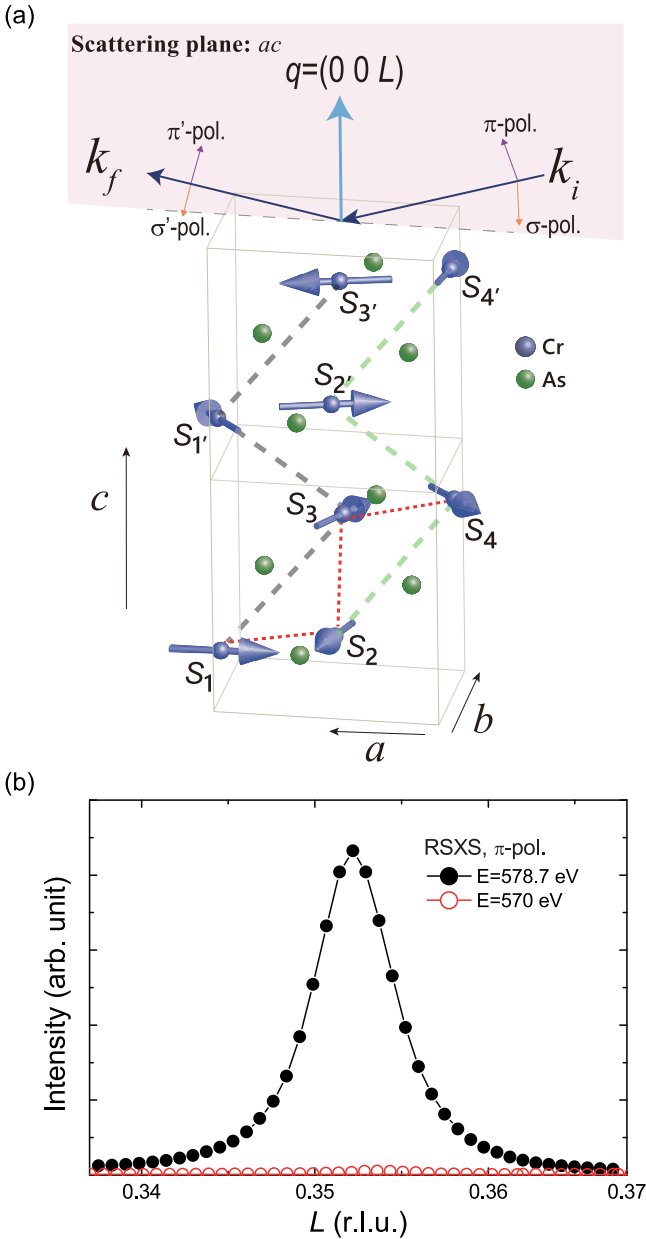 (a)
Scattering plane: ac
q=(0 0 L)
π'-pol.
π-pol.
k_f
k_i
σ'-pol.
σ-pol.
S_3'
S_4'
Cr
As
S_2'
S_1'
c
S_3
S_4
S_1
S_2
b
a
(b)
RSXS, π-pol.
E=578.7 eV
E=570 eV
Intensity (arb. unit)
0.34
0.35
0.36
0.37
L (r.l.u.)